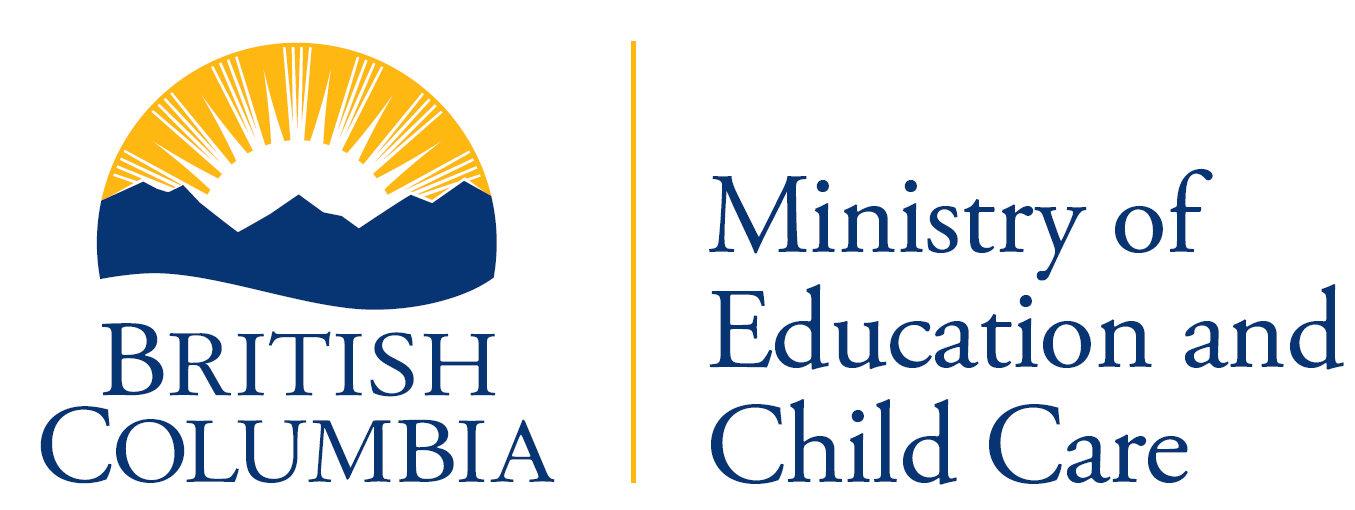 BRITISH
COLUMBIA
Ministry of
Education and
Child Care